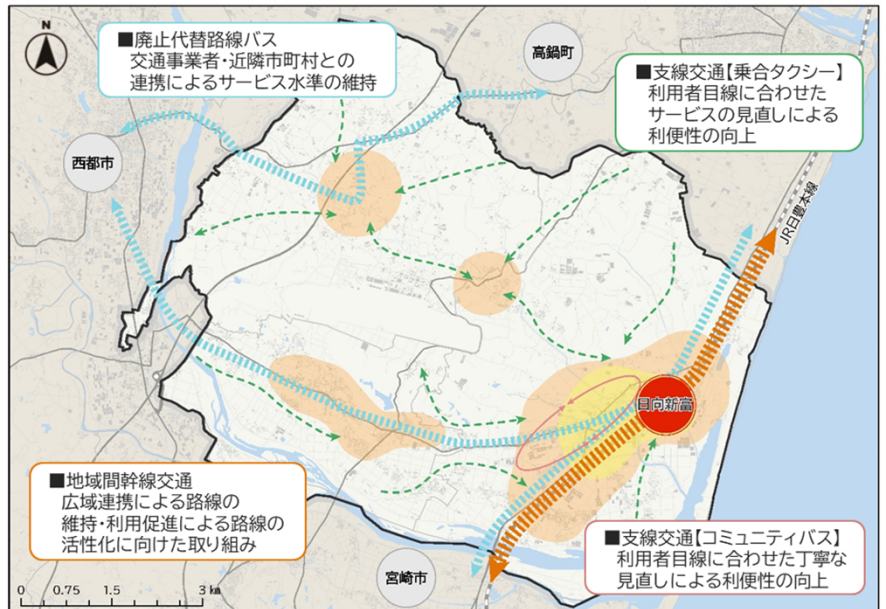 N
■廃止代替路線バス
交通事業者・近隣市町村との
連携によるサービス水準の維持
高鍋町
■支線交通【乗合タクシー】
利用者目線に合わせた
サービスの見直しによる
利便性の向上
西都市
JR日豊本線
日向新富
■地域間幹線交通
広域連携による路線の
維持・利用促進による路線の
活性化に向けた取り組み
■支線交通【コミュニティバス】
利用者目線に合わせた丁寧な
見直しによる利便性の向上
宮崎市
0 0.75 1.5 3 km